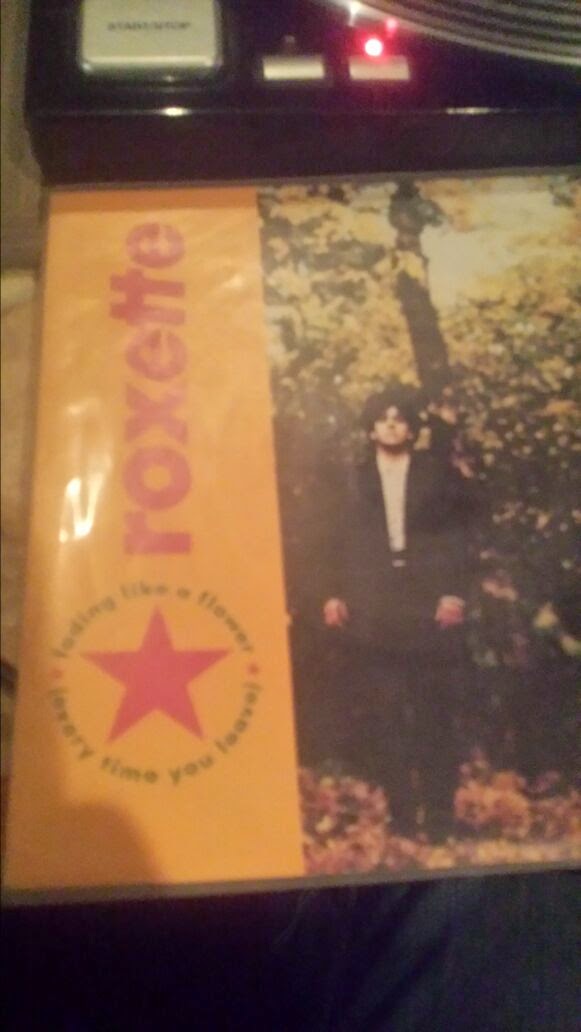 START/STOP
roxette
fading like a flower
(every time you leave)